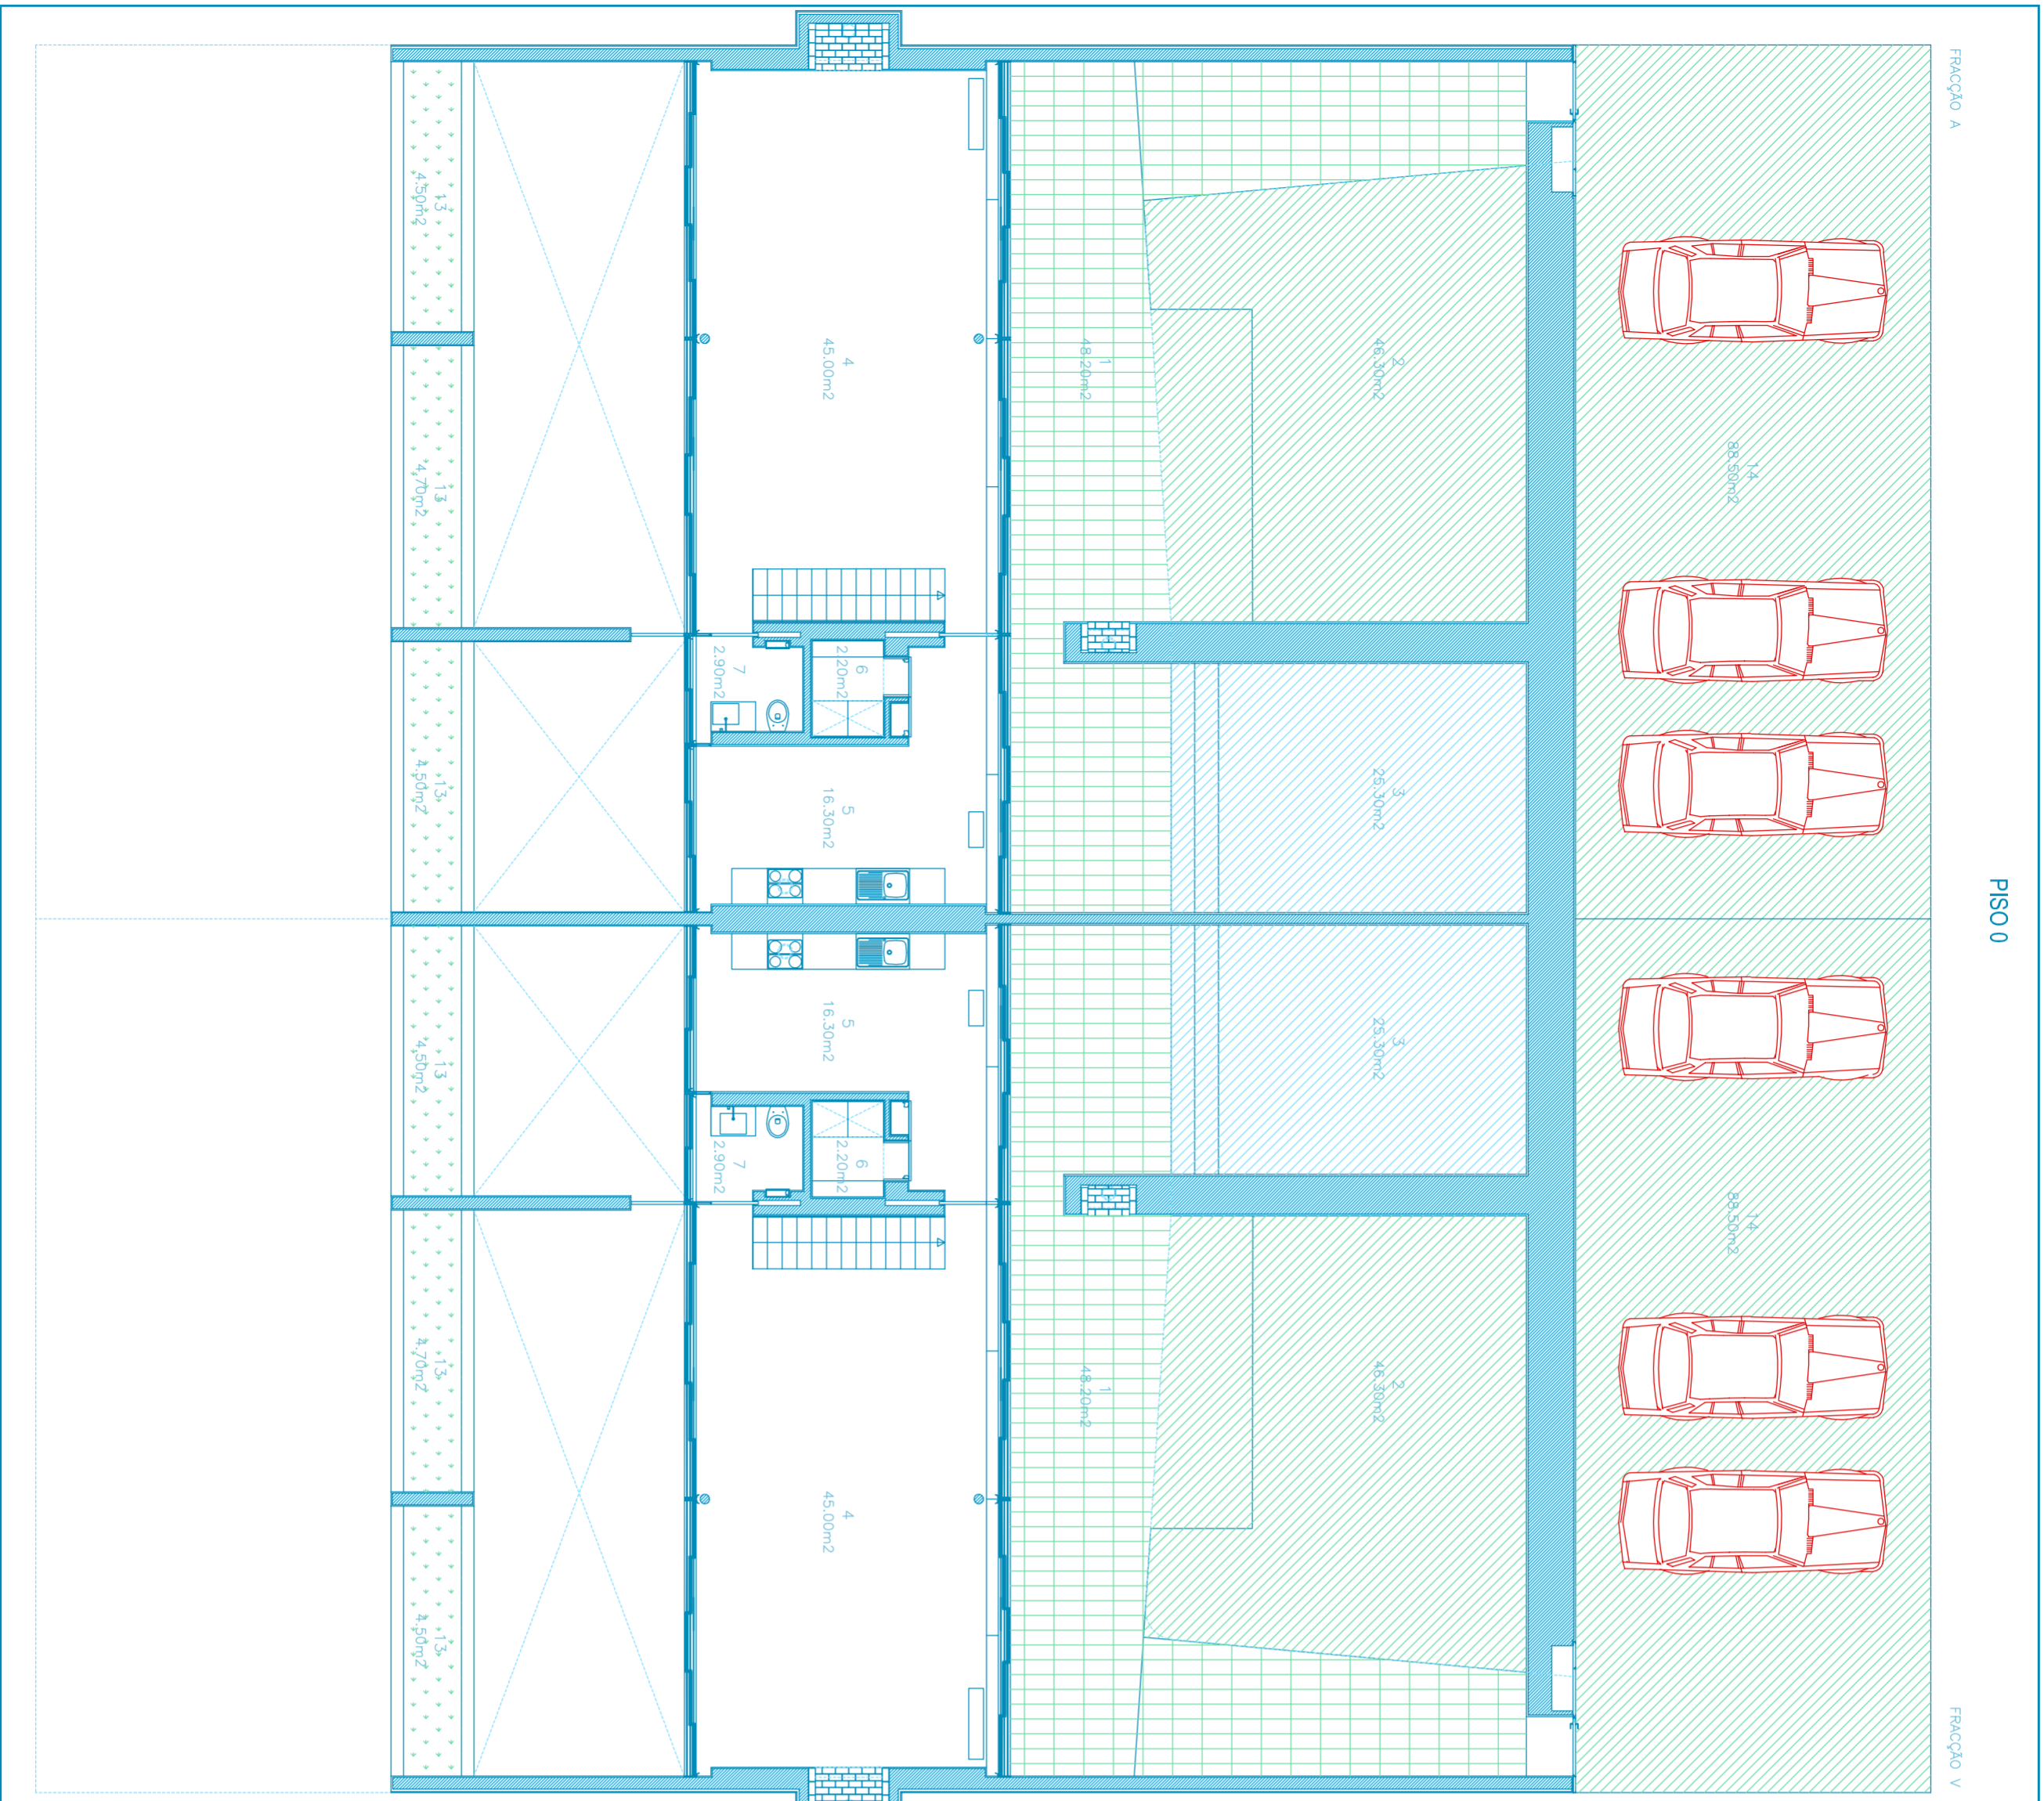 PISO 0
FRACÇÃO A
FRACÇÃO V
14
88.50m2
14
88.50m2
2
46.30m2
3
25.30m2
3
25.30m2
2
46.30m2
1
48.20m2
1
48.20m2
4
45.00m2
6
2.20m2
5
16.30m2
5
16.30m2
6
2.20m2
4
45.00m2
7
2.90m2
7
2.90m2
13
4.50m2
13
4.70m2
13
4.50m2
13
4.50m2
13
4.70m2
13
4.50m2